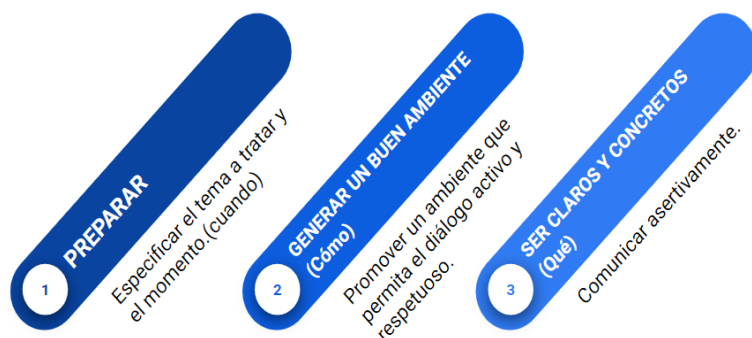 1
PREPARAR
Especificar el tema a tratar y
el momento.(cuando)
2
GENERAR UN BUEN AMBIENTE
(Cómo)
Promover un ambiente que
permita el diálogo activo y
respetuoso.
3
SER CLAROS Y CONCRETOS
(Qué)
Comunicar asertivamente.